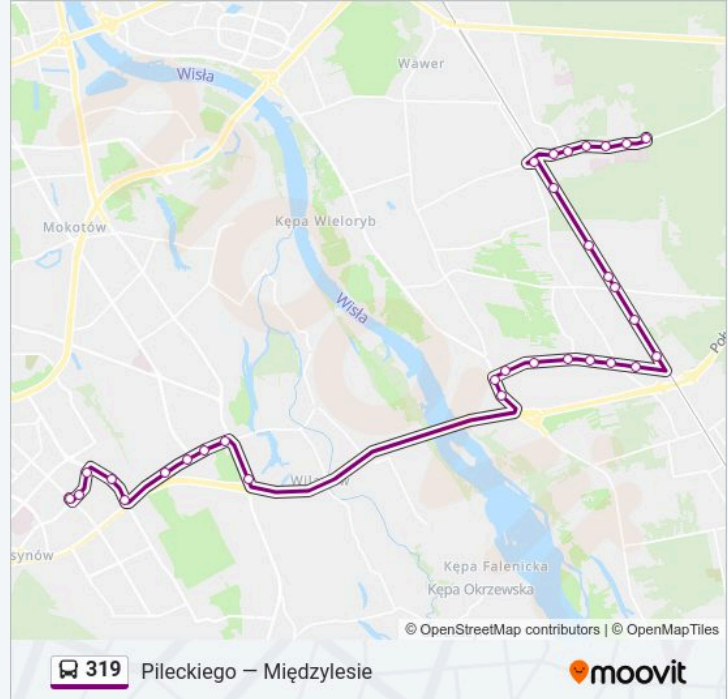 Wisła
Wawer
Mokotów
Kępa Wieloryb
Wisła
Poł
Wilanów
synów
Kępa Falenicka
Kępa Okrzewska
© OpenStreetMap contributors | © OpenMapTiles
319 Pileckiego — Międzylesie moovit